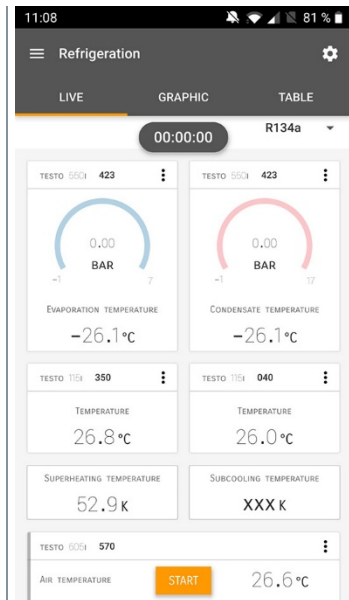 11:08 81 %
Refrigeration
LIVE GRAPHIC TABLE
00:00:00 R134a
TESTO 550i 423 TESTO 550i 423
0.00 0.00
BAR BAR
-1 7 -1 17
EVAPORATION TEMPERATURE CONDENSATE TEMPERATURE
-26.1°C -26.1°C
TESTO 115i 350 TESTO 115i 040
TEMPERATURE TEMPERATURE
26.8°C 26.0°C
SUPERHEATING TEMPERATURE SUBCOOLING TEMPERATURE
52.9 K XXX K
TESTO 605i 570
AIR TEMPERATURE START 26.6°C